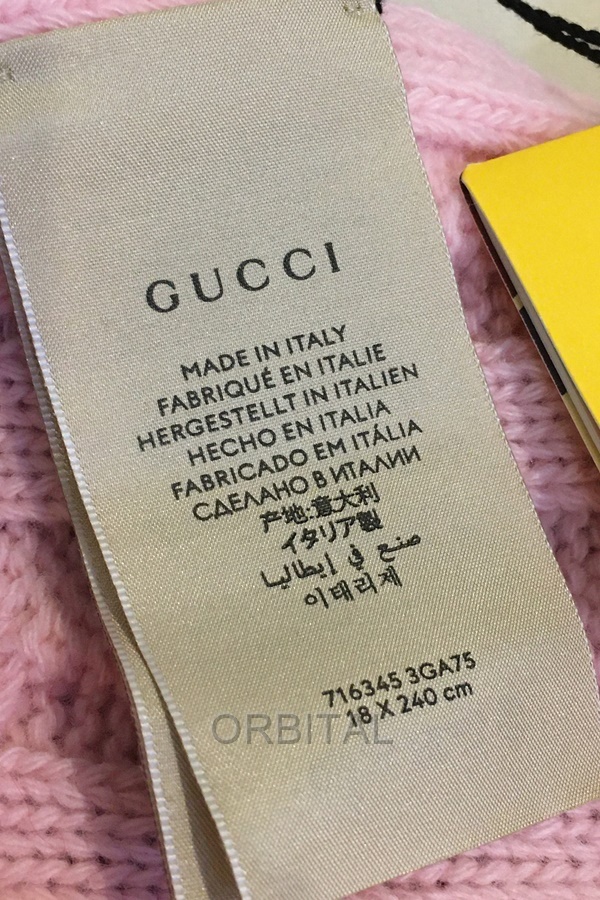 GUCCI
MADE IN ITALY
FABRIQUÉ EN ITALIE
HERGESTELLT IN ITALIEN
HECHO EN ITALIA
FABRICADO EM ITÁLIA
СДЕЛАНО В ИТАЛИИ
产地:意大利
イタリア製
صنع في إيطاليا
이태리제
716345 3GA75
18 X 240 cm
ORBITAL